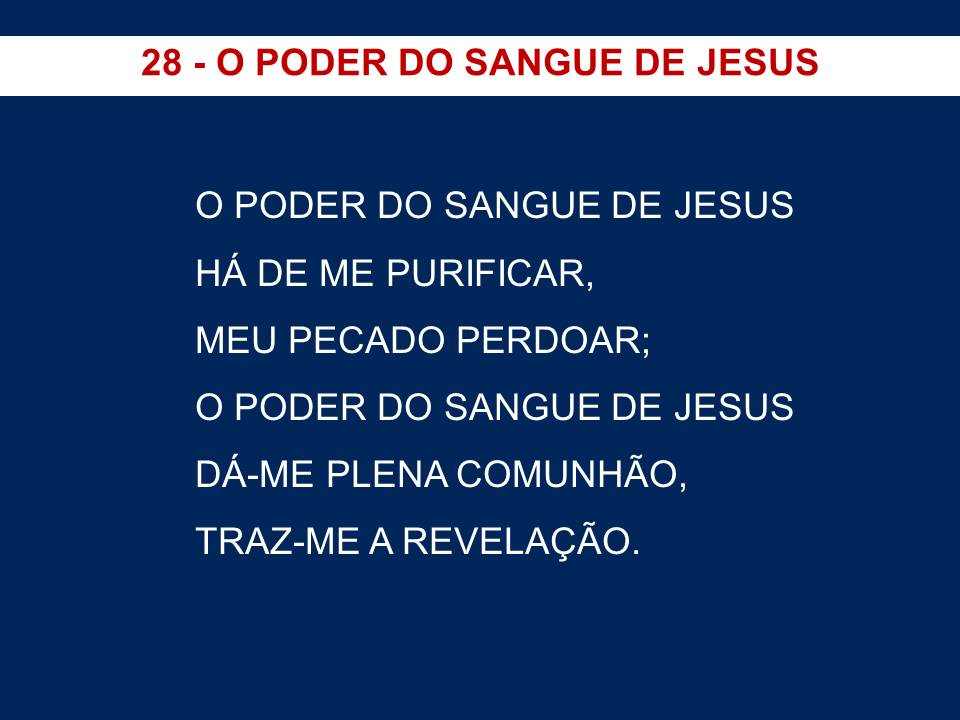 28 - O PODER DO SANGUE DE JESUS
O PODER DO SANGUE DE JESUS
HÁ DE ME PURIFICAR,
MEU PECADO PERDOAR;
O PODER DO SANGUE DE JESUS
DÁ-ME PLENA COMUNHÃO,
TRAZ-ME A REVELAÇÃO.